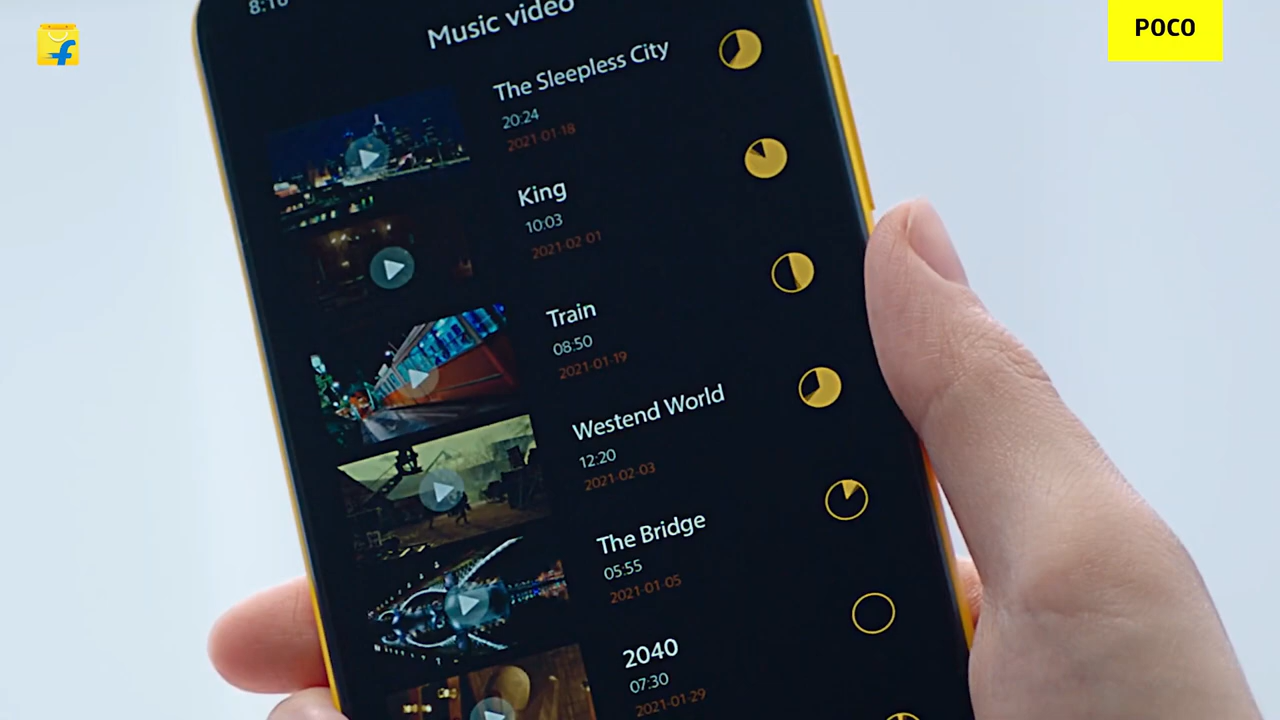 8:16
POCO
Music video
The Sleepless City
20:24
2021-01-18
King
10:03
2021-02 01
Train
08:50
2021-01-19
Westend World
12:20
2021-02-03
The Bridge
05:55
2021-01-05
2040
07:30
2021-01-29